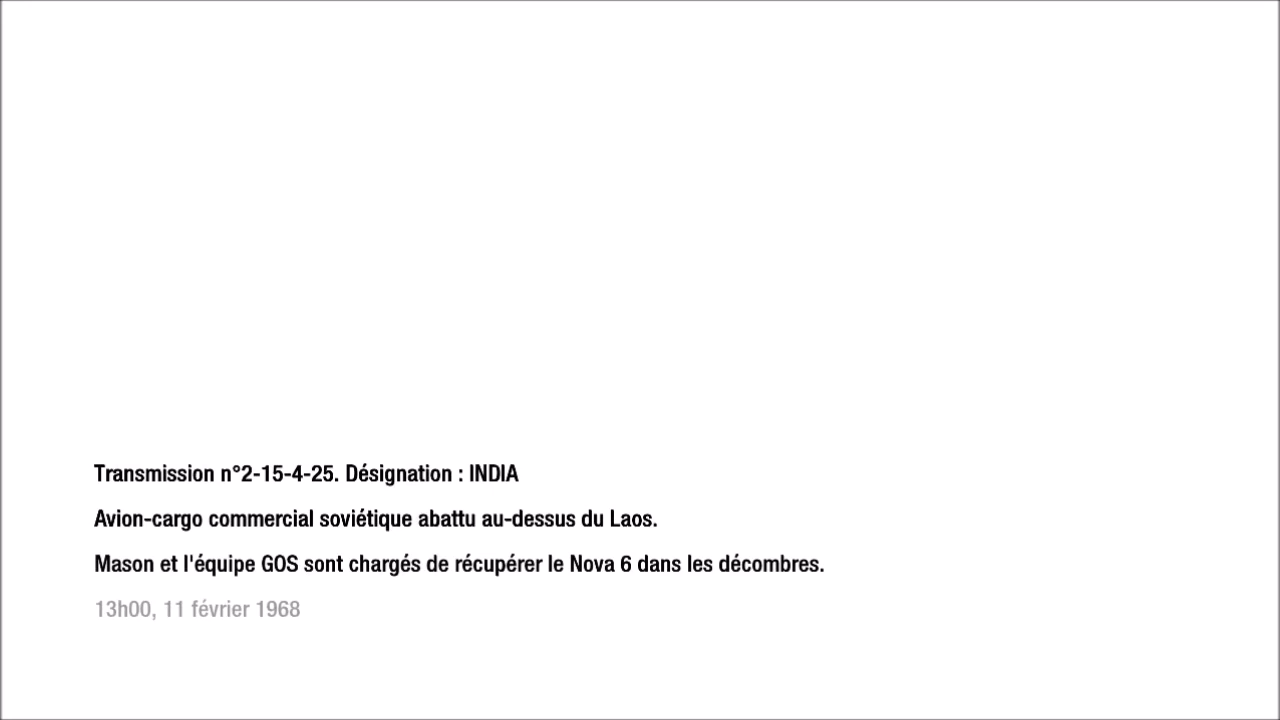 Transmission n°2-15-4-25. Désignation : INDIA
Avion-cargo commercial soviétique abattu au-dessus du Laos.
Mason et l'équipe GOS sont chargés de récupérer le Nova 6 dans les décombres.
13h00, 11 février 1968